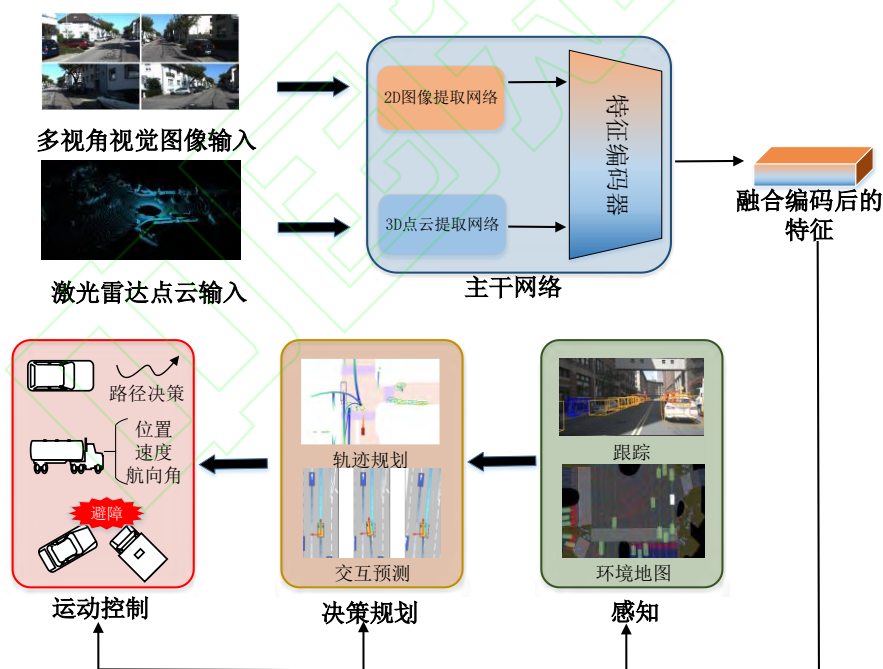 多视角视觉图像输入
激光雷达点云输入
2D图像提取网络
3D点云提取网络
特征编码器
主干网络
融合编码后的
特征
路径决策
位置
速度
航向角
避障
运动控制
轨迹规划
交互预测
决策规划
跟踪
环境地图
感知